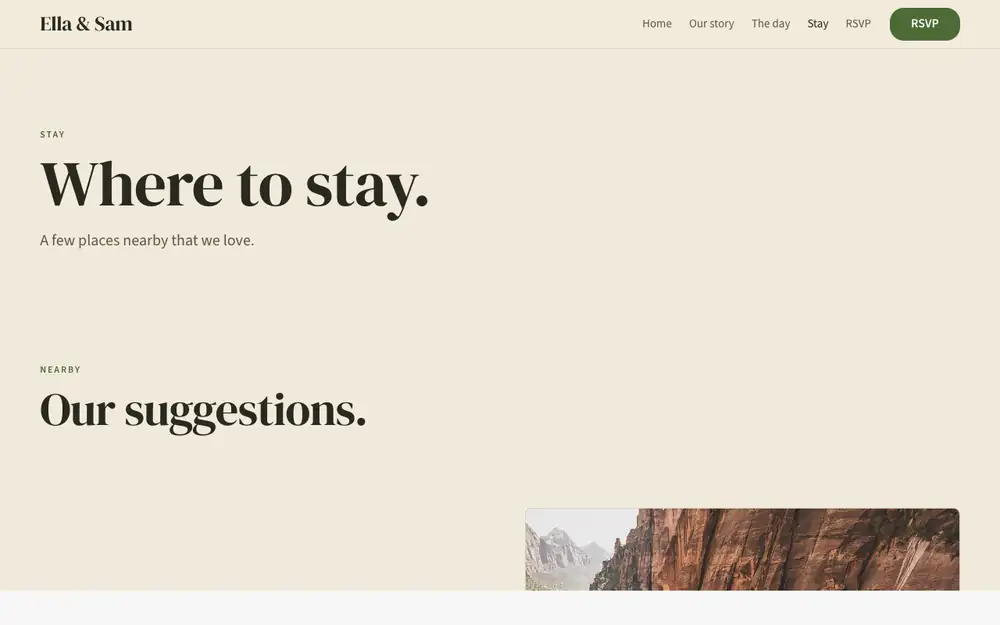 Ella & Sam
Home Our story The day Stay RSVP RSVP
STAY
Where to stay.
A few places nearby that we love.
NEARBY
Our suggestions.